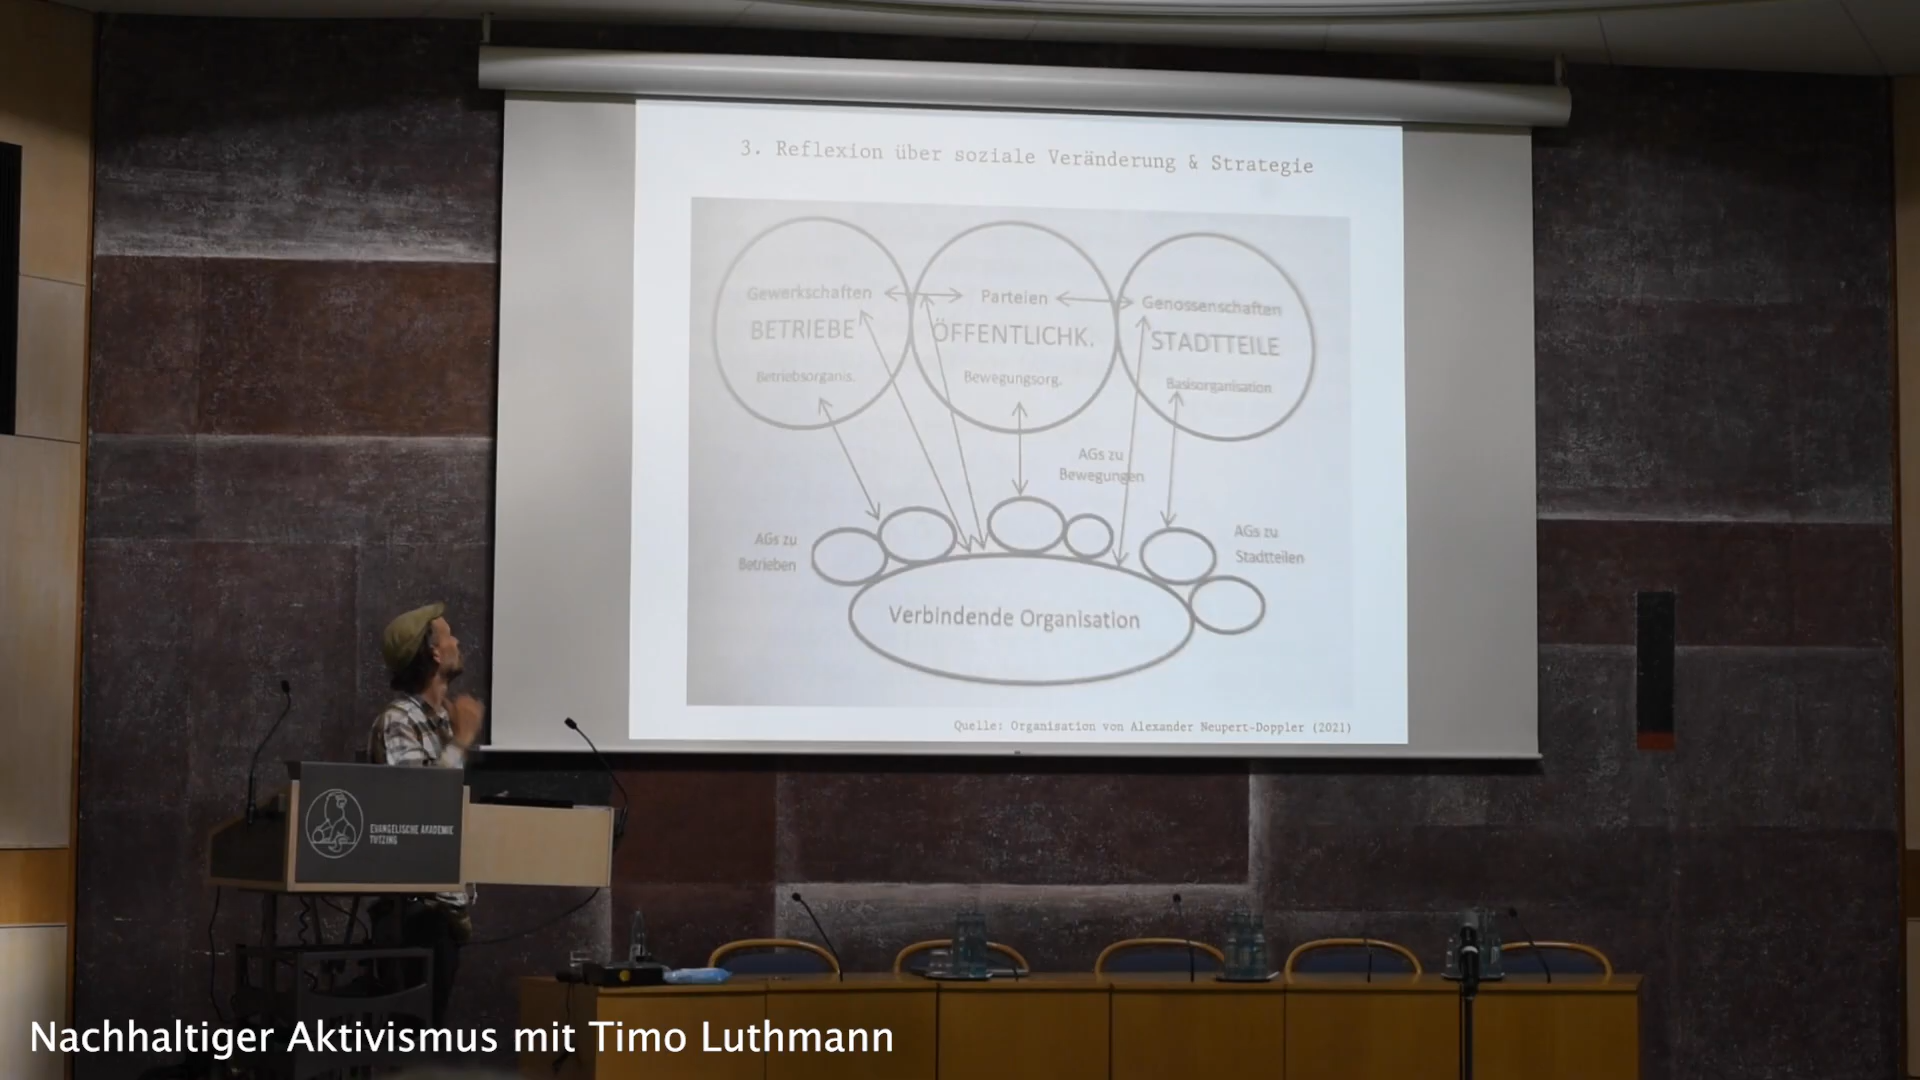 3. Reflexion über soziale Veränderung & Strategie
Gewerkschaften
Parteien
Genossenschaften
BETRIEBE
ÖFFENTLICHK.
STADTTEILE
Betriebsorganis.
Bewegungsorg.
Basisorganisation
AGs zu
Bewegungen
AGs zu
Betrieben
AGs zu
Stadtteilen
Verbindende Organisation
Quelle: Organisation von Alexander Neupert-Doppler (2021)
EVANGELISCHE AKADEMIE
TUTZING
Nachhaltiger Aktivismus mit Timo Luthmann